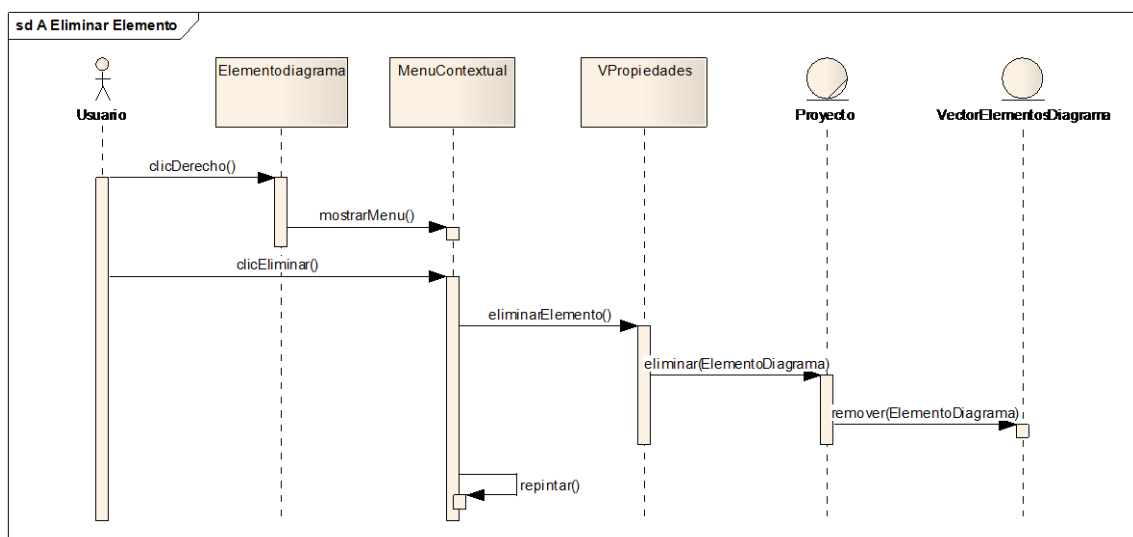 sd A Eliminar Elemento
Usuario
Elementodiagrama
MenuContextual
VPropiedades
Proyecto
VectorElementosDiagrama
clicDerecho()
mostrarMenu()
clicEliminar()
eliminarElemento()
eliminar(ElementoDiagrama)
remover(ElementoDiagrama)
repintar()